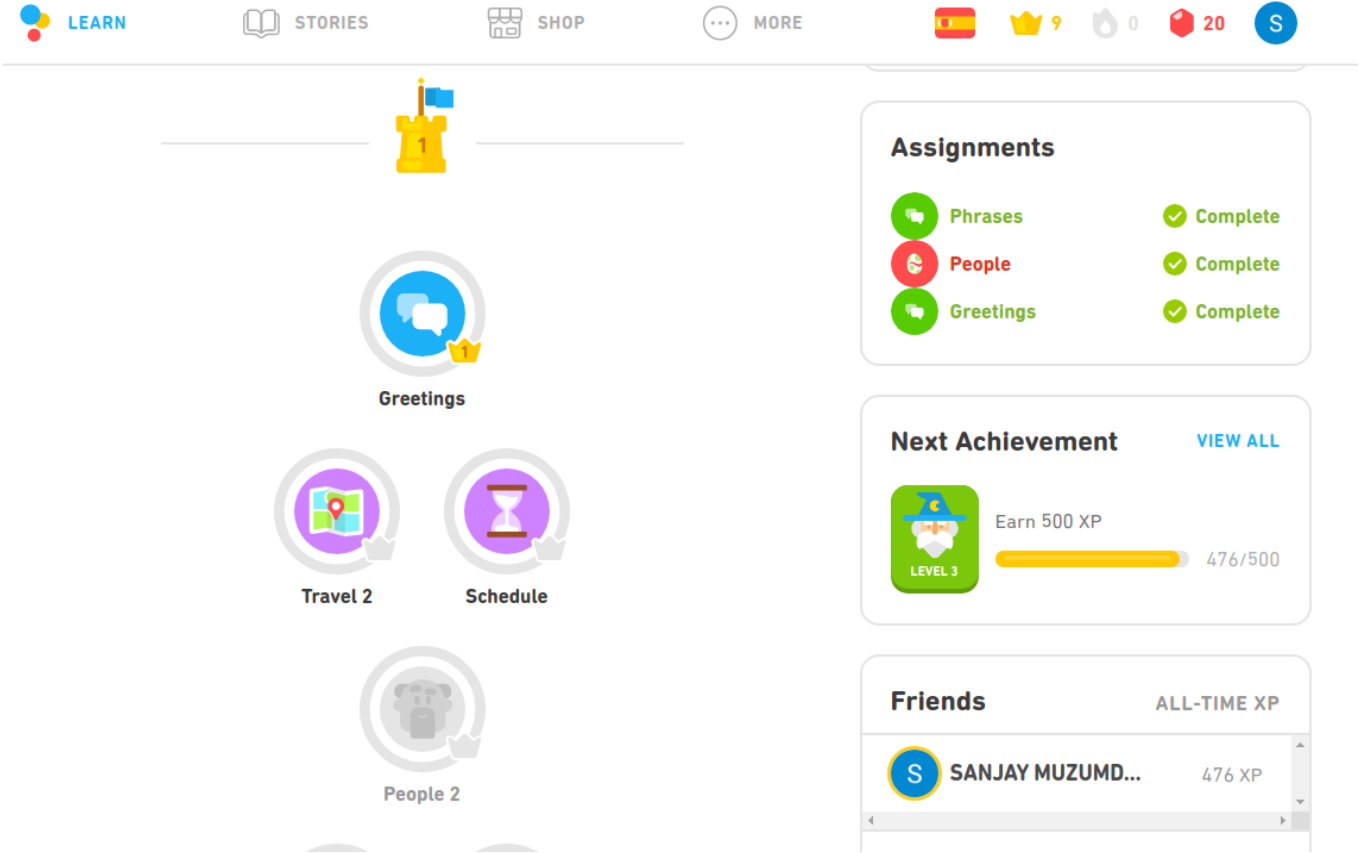 LEARN STORIES SHOP MORE 9 0 20 S
1
Greetings
1
Travel 2 Schedule
People 2
Assignments
Phrases Complete
People Complete
Greetings Complete
Next Achievement VIEW ALL
LEVEL 3
Earn 500 XP
476/500
Friends ALL-TIME XP
S SANJAY MUZUMD... 476 XP